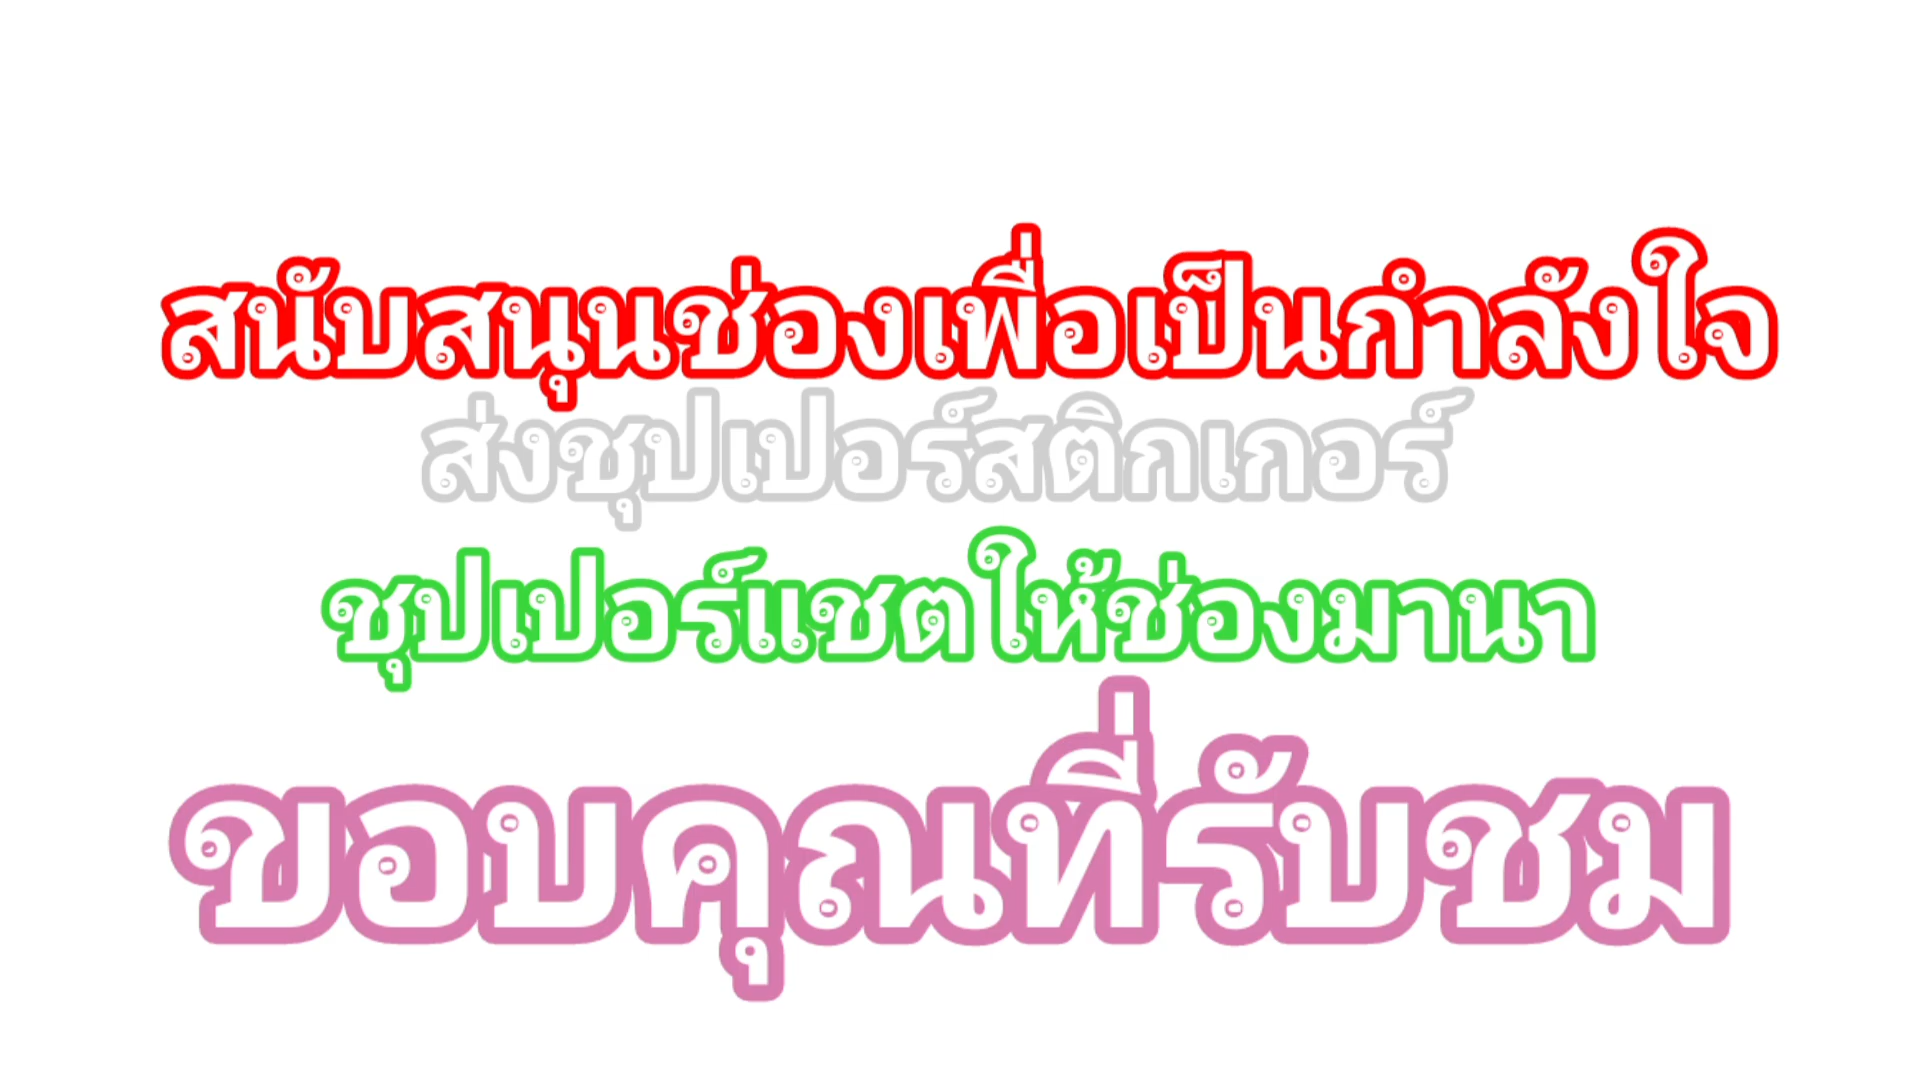 สนับสนุนช่องเพื่อเป็นกำลังใจ
ส่งซุปเปอร์สติกเกอร์
ซุปเปอร์แชตให้ช่องมานา
ขอบคุณที่รับชม